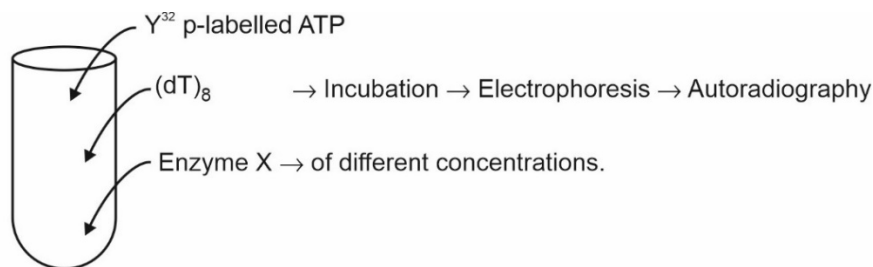 Y³² p-labelled ATP
(dT)₈ → Incubation → Electrophoresis → Autoradiography
Enzyme X → of different concentrations.